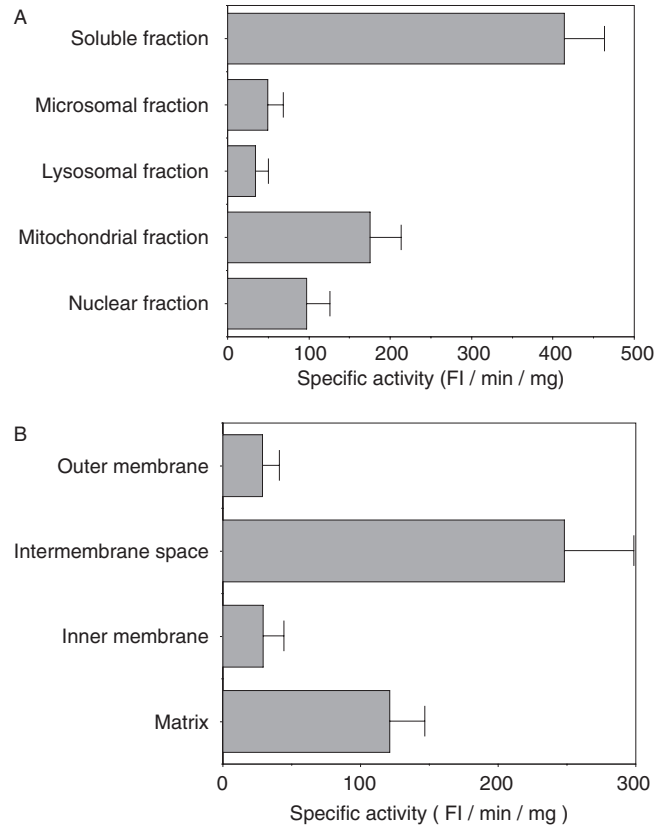 A
Soluble fraction
Microsomal fraction
Lysosomal fraction
Mitochondrial fraction
Nuclear fraction
0 100 200 300 400 500
Specific activity (FI / min / mg)
B
Outer membrane
Intermembrane space
Inner membrane
Matrix
0 100 200 300
Specific activity ( FI / min / mg )